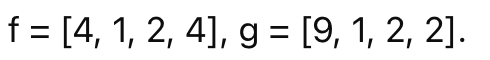 f = [4, 1, 2, 4], g = [9, 1, 2, 2].